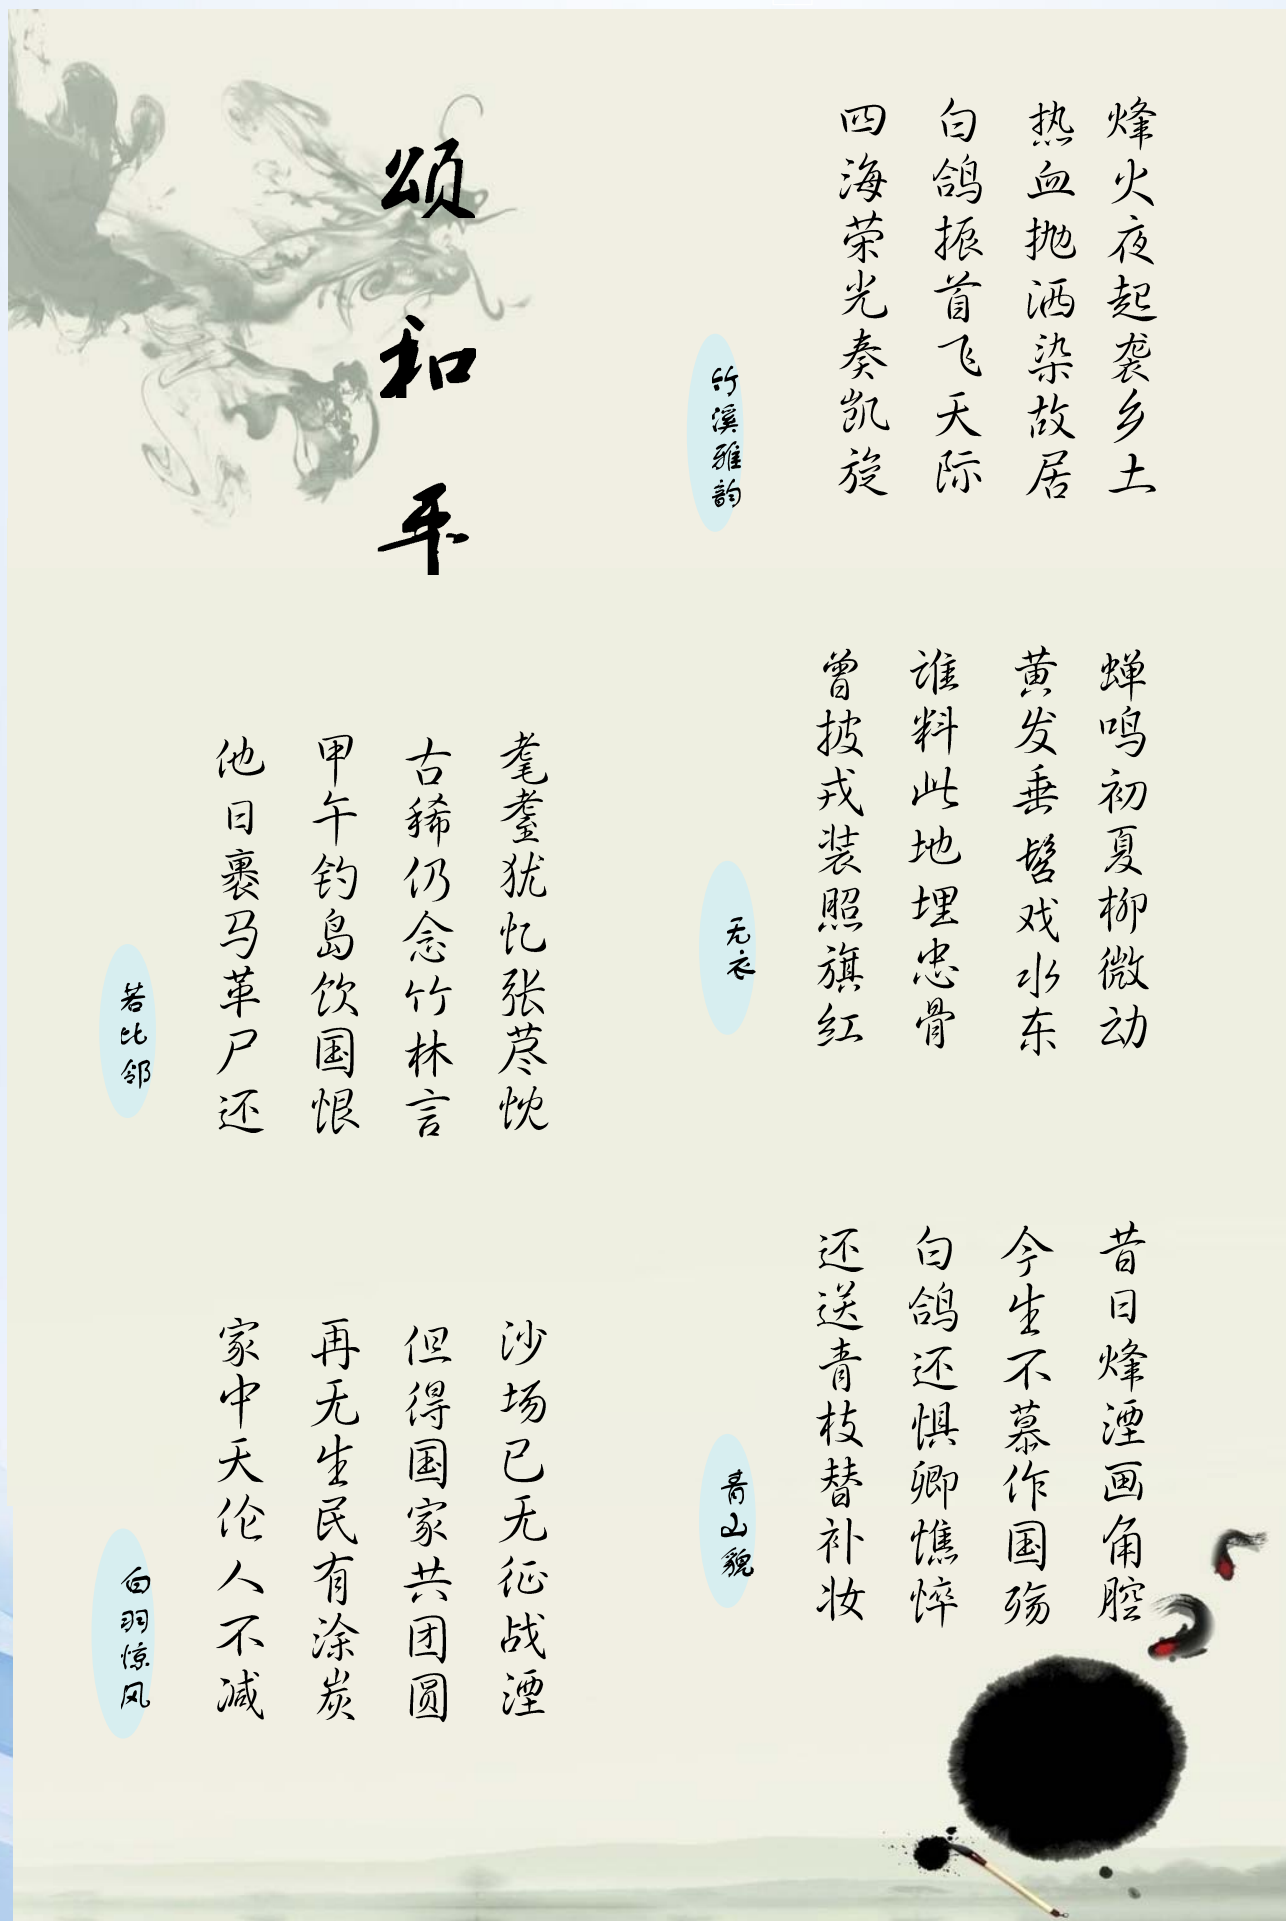 颂和平
烽火夜起袭乡土
热血抛洒染故居
白鸽振首飞天际
四海荣光奏凯旋
竹溪雅韵
蝉鸣初夏柳微动
黄发垂髫戏水东
谁料此地埋忠骨
曾披戎装照旗红
无衣
昔日烽湮画角腔
今生不慕作国殇
白鸽还惧卿憔悴
还送青枝替补妆
青山貌
耄耋犹忆张荩忱
古稀仍念竹林言
甲午钓岛饮国恨
他日裹马革尸还
若比邻
沙场已无征战湮
但得国家共团圆
再无生民有涂炭
家中天伦人不减
白羽惊风